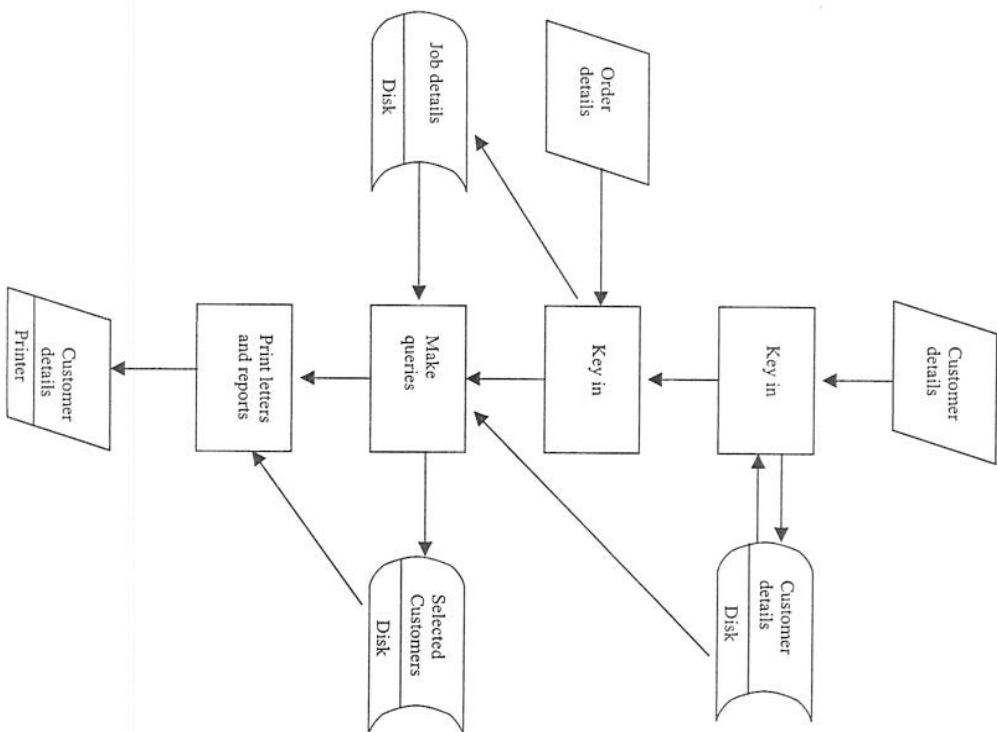 Customer
details
Key in
Customer
details
Disk
Order
details
Key in
Job details
Disk
Make
queries
Selected
Customers
Disk
Print letters
and reports
Customer
details
Printer